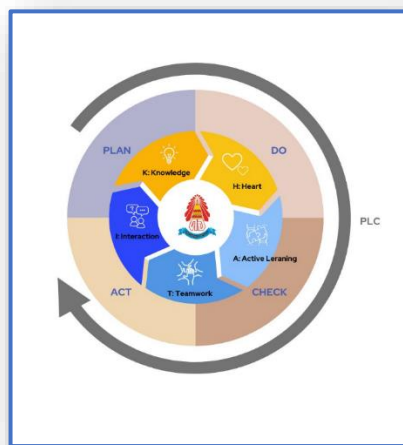 PLAN
DO
K: Knowledge
H: Heart
PLC
I: Interaction
A: Active Leraning
T: Teamwork
ACT
CHECK